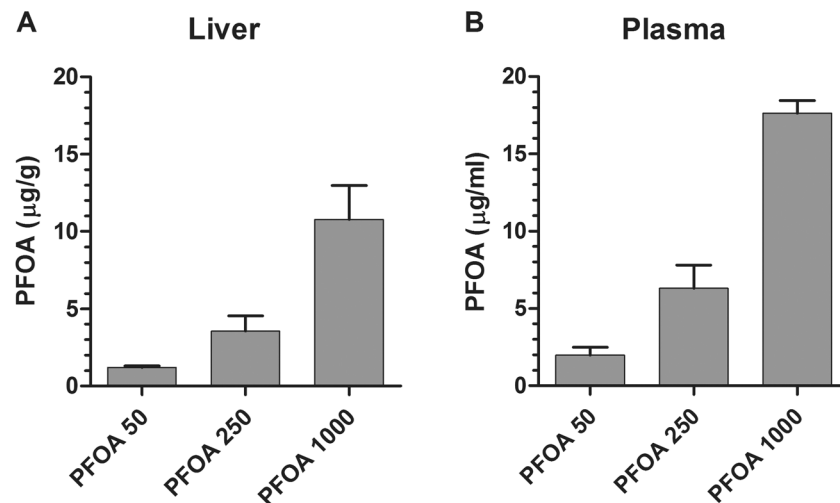 A
Liver
PFOA (μg/g)
20
15
10
5
0
PFOA 50
PFOA 250
PFOA 1000
B
Plasma
PFOA (μg/ml)
20
15
10
5
0
PFOA 50
PFOA 250
PFOA 1000